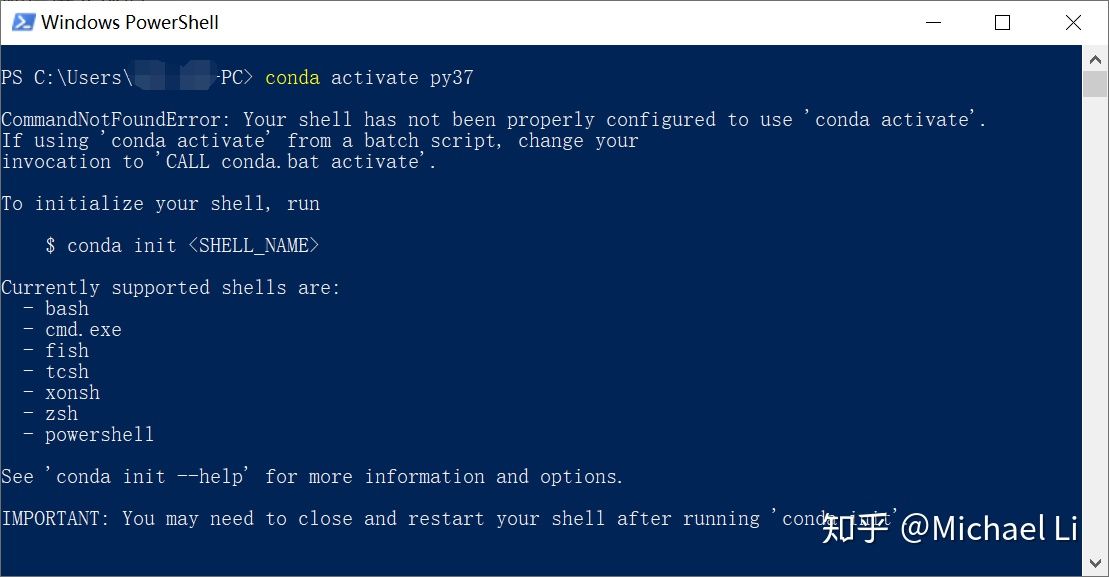 Windows PowerShell
PS C:\Users\ -PC> conda activate py37
CommandNotFoundError: Your shell has not been properly configured to use 'conda activate'.
If using 'conda activate' from a batch script, change your
invocation to 'CALL conda.bat activate'.
To initialize your shell, run
$ conda init <SHELL_NAME>
Currently supported shells are:
- bash
- cmd.exe
- fish
- tcsh
- xonsh
- zsh
- powershell
See 'conda init --help' for more information and options.
IMPORTANT: You may need to close and restart your shell after running 'conda init'.
知乎 @Michael Li